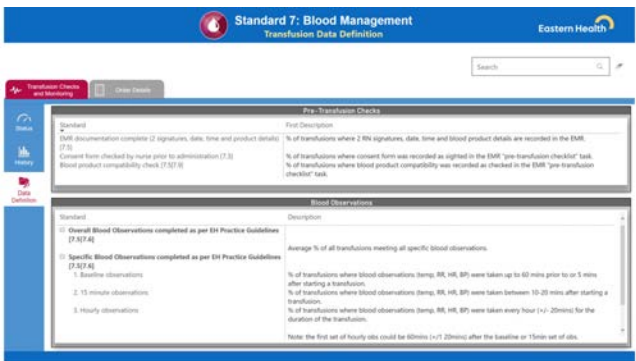 Standard 7: Blood Management
Transfusion Data Definition
Eastern Health
Search
Transfusion Checks
and Monitoring
Order Details
Status
History
Data
Definition
Pre-Transfusion Checks
Standard
First Description
EMR documentation complete (2 signatures, date, time and product details)
[7.5]
% of transfusions where 2 RN signatures, date, time and blood product details are recorded in the EMR.
Consent form checked by nurse prior to administration [7.3]
% of transfusions where consent form was recorded as sighted in the EMR "pre-transfusion checklist" task.
Blood product compatibility check [7.5[7.9]
% of transfusions where blood product compatibility was recorded as checked in the EMR "pre-transfusion
checklist" task.
Blood Observations
Standard
Description
Overall Blood Observations completed as per EH Practice Guidelines
[7.5[7.6]
Average % of all transfusions meeting all specific blood observations.
Specific Blood Observations completed as per EH Practice Guidelines
[7.5[7.6]
1. Baseline observations
% of transfusions where blood observations (temp, RR, HR, BP) were taken up to 60 mins prior to or 5 mins
after starting a transfusion.
2. 15 minute observations
% of transfusions where blood observations (temp, RR, HR, BP) were taken between 10-20 mins after starting a
transfusion.
3. Hourly observations
% of transfusions where blood observations (temp, RR, HR, BP) were taken every hour (+/- 20mins) for the
duration of the transfusion.
Note: the first set of hourly obs could be 60mins (+/1 20mins) after the baseline or 15min set of obs.